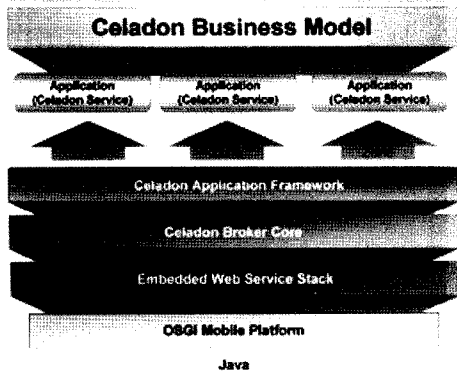 Celadon Business Model
Application Application Application
(Celadon Service) (Celadon Service) (Celadon Service)
Celadon Application Framework
Celadon Broker Core
Embedded Web Service Stack
OSGI Mobile Platform
Java